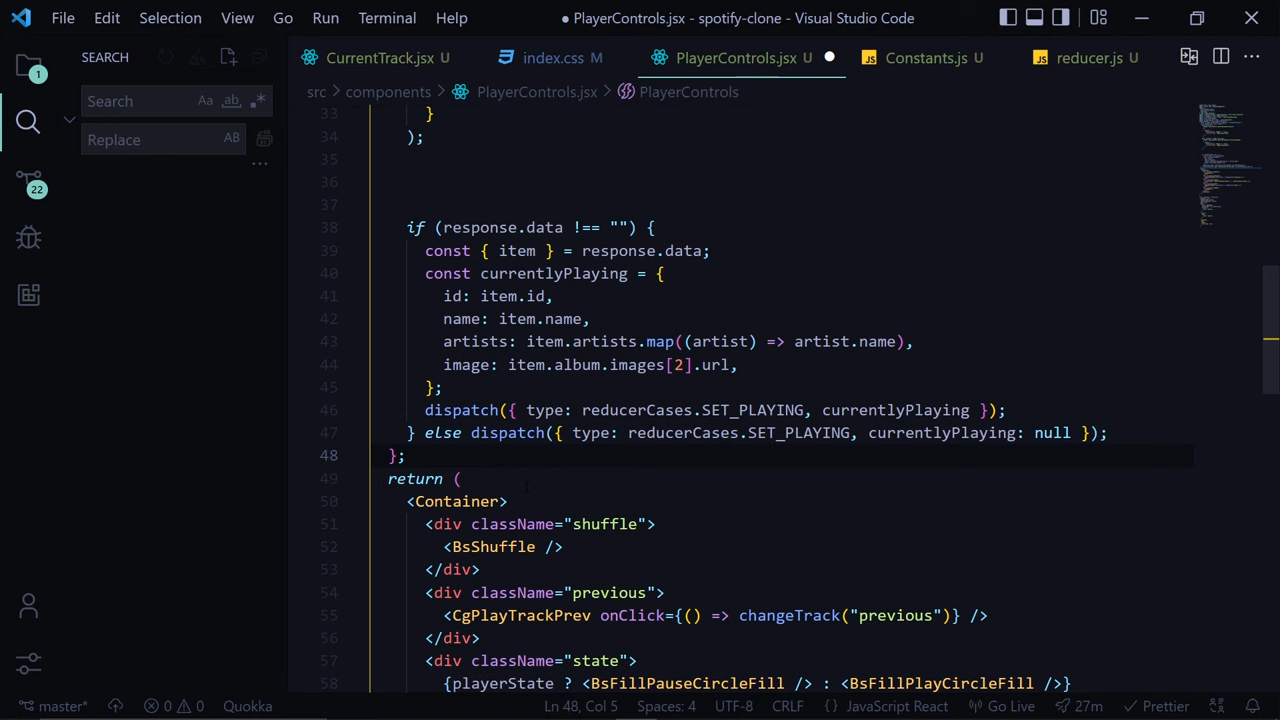 File Edit Selection View Go Run Terminal Help
● PlayerControls.jsx - spotify-clone - Visual Studio Code
SEARCH
CurrentTrack.jsx U
index.css M
PlayerControls.jsx U
Constants.js U
reducer.js U
1
Search
Aa ab .*
Replace
AB
...
22
src > components > PlayerControls.jsx > PlayerControls
33 }
34 );
35
36
37
38 if (response.data !== "") {
39 const { item } = response.data;
40 const currentlyPlaying = {
41 id: item.id,
42 name: item.name,
43 artists: item.artists.map((artist) => artist.name),
44 image: item.album.images[2].url,
45 };
46 dispatch({ type: reducerCases.SET_PLAYING, currentlyPlaying });
47 } else dispatch({ type: reducerCases.SET_PLAYING, currentlyPlaying: null });
48 };
49 return (
50 <Container>
51 <div className="shuffle">
52 <BsShuffle />
53 </div>
54 <div className="previous">
55 <CgPlayTrackPrev onClick={() => changeTrack("previous")} />
56 </div>
57 <div className="state">
58 {playerState ? <BsFillPauseCircleFill /> : <BsFillPlayCircleFill />}
master* 0 0 Quokka Ln 48, Col 5 Spaces: 4 UTF-8 CRLF {} JavaScript React Go Live 27m Prettier